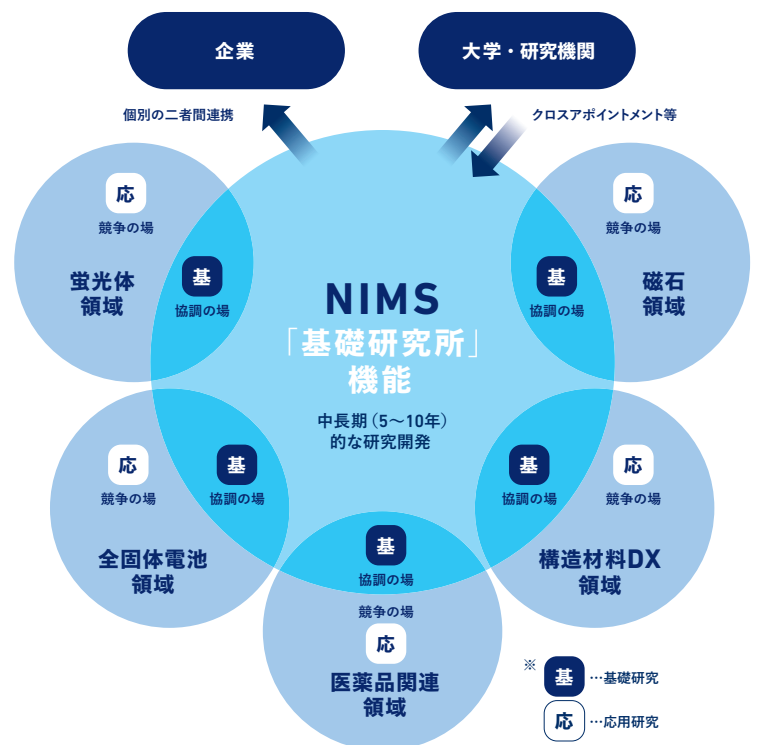 企業
大学・研究機関
個別の二者間連携
クロスアポイントメント等
応
競争の場
基
協調の場
蛍光体
領域
応
競争の場
基
協調の場
磁石
領域
NIMS
「基礎研究所」
機能
中長期（5〜10年）
的な研究開発
応
競争の場
基
協調の場
全固体電池
領域
基
協調の場
応
競争の場
構造材料DX
領域
基
協調の場
競争の場
応
医薬品関連
領域
※
基…基礎研究
応…応用研究